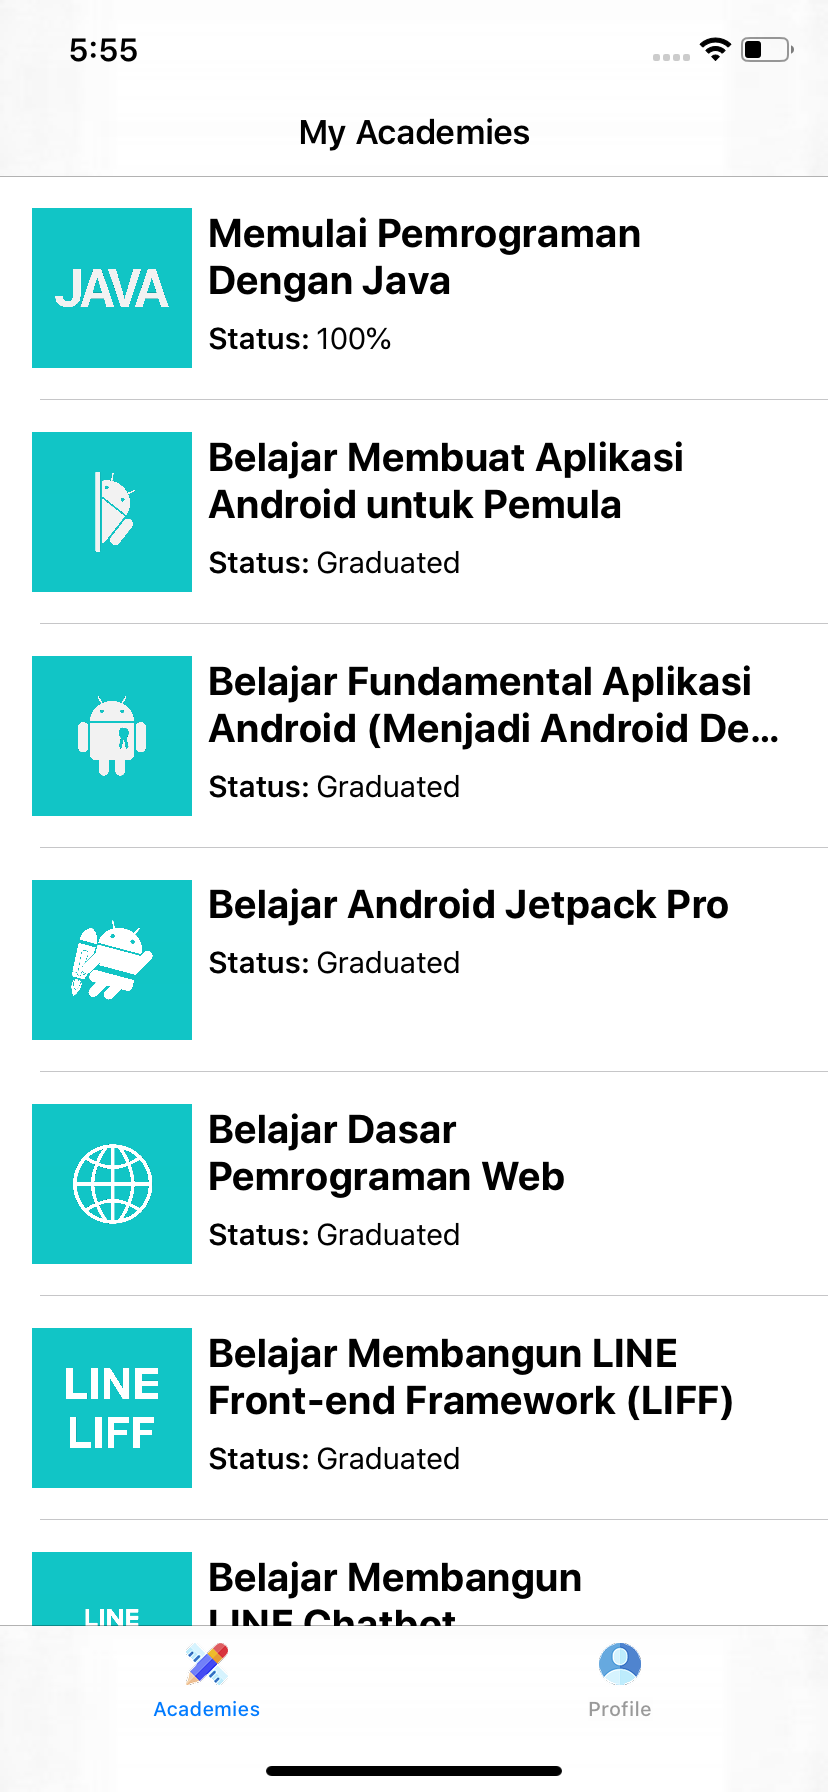 5:55
My Academies
JAVA
Memulai Pemrograman
Dengan Java
Status: 100%
Belajar Membuat Aplikasi
Android untuk Pemula
Status: Graduated
Belajar Fundamental Aplikasi
Android (Menjadi Android De...
Status: Graduated
Belajar Android Jetpack Pro
Status: Graduated
Belajar Dasar
Pemrograman Web
Status: Graduated
LINE
LIFF
Belajar Membangun LINE
Front-end Framework (LIFF)
Status: Graduated
LINE
Belajar Membangun
LINE Chatbot
Academies
Profile